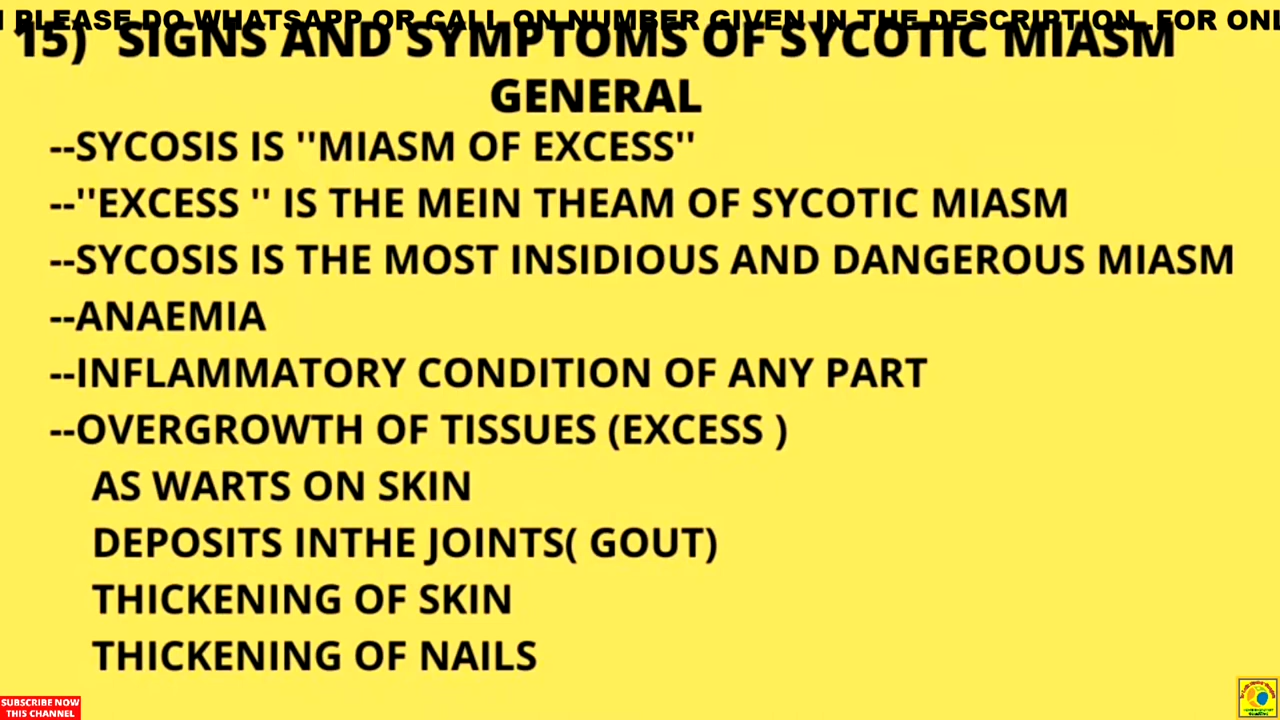 PLEASE DO WHATSAPP OR CALL ON NUMBER GIVEN IN THE DESCRIPTION. FOR ONL
15) SIGNS AND SYMPTOMS OF SYCOTIC MIASM
GENERAL
--SYCOSIS IS ''MIASM OF EXCESS''
--''EXCESS '' IS THE MEIN THEAM OF SYCOTIC MIASM
--SYCOSIS IS THE MOST INSIDIOUS AND DANGEROUS MIASM
--ANAEMIA
--INFLAMMATORY CONDITION OF ANY PART
--OVERGROWTH OF TISSUES (EXCESS )
AS WARTS ON SKIN
DEPOSITS INTHE JOINTS( GOUT)
THICKENING OF SKIN
THICKENING OF NAILS
SUBSCRIBE NOW
THIS CHANNEL